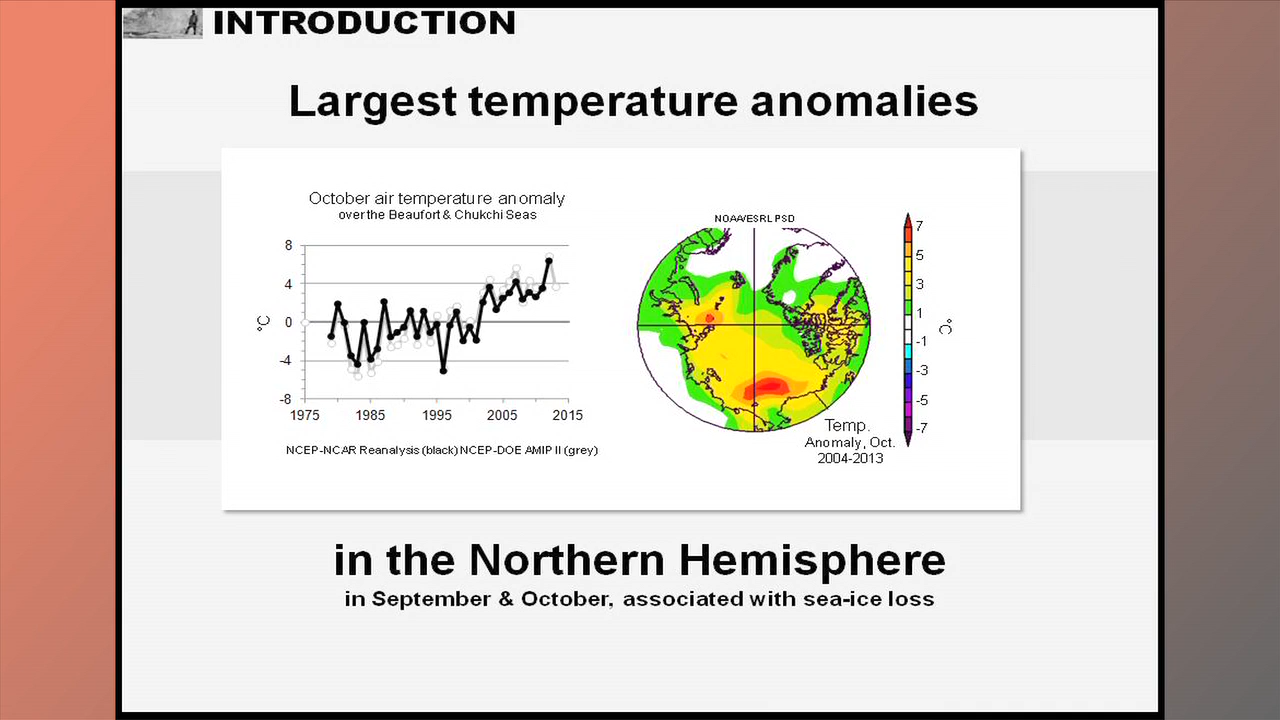 INTRODUCTION
Largest temperature anomalies
October air temperature anomaly
over the Beaufort & Chukchi Seas
8
4
0
-4
-8
°C
1975 1985 1995 2005 2015
NCEP-NCAR Reanalysis (black) NCEP-DOE AMIP II (grey)
NOAA/ESRL PSD
7
5
3
1
-1
-3
-5
-7
°C
Temp.
Anomaly, Oct.
2004-2013
in the Northern Hemisphere
in September & October, associated with sea-ice loss